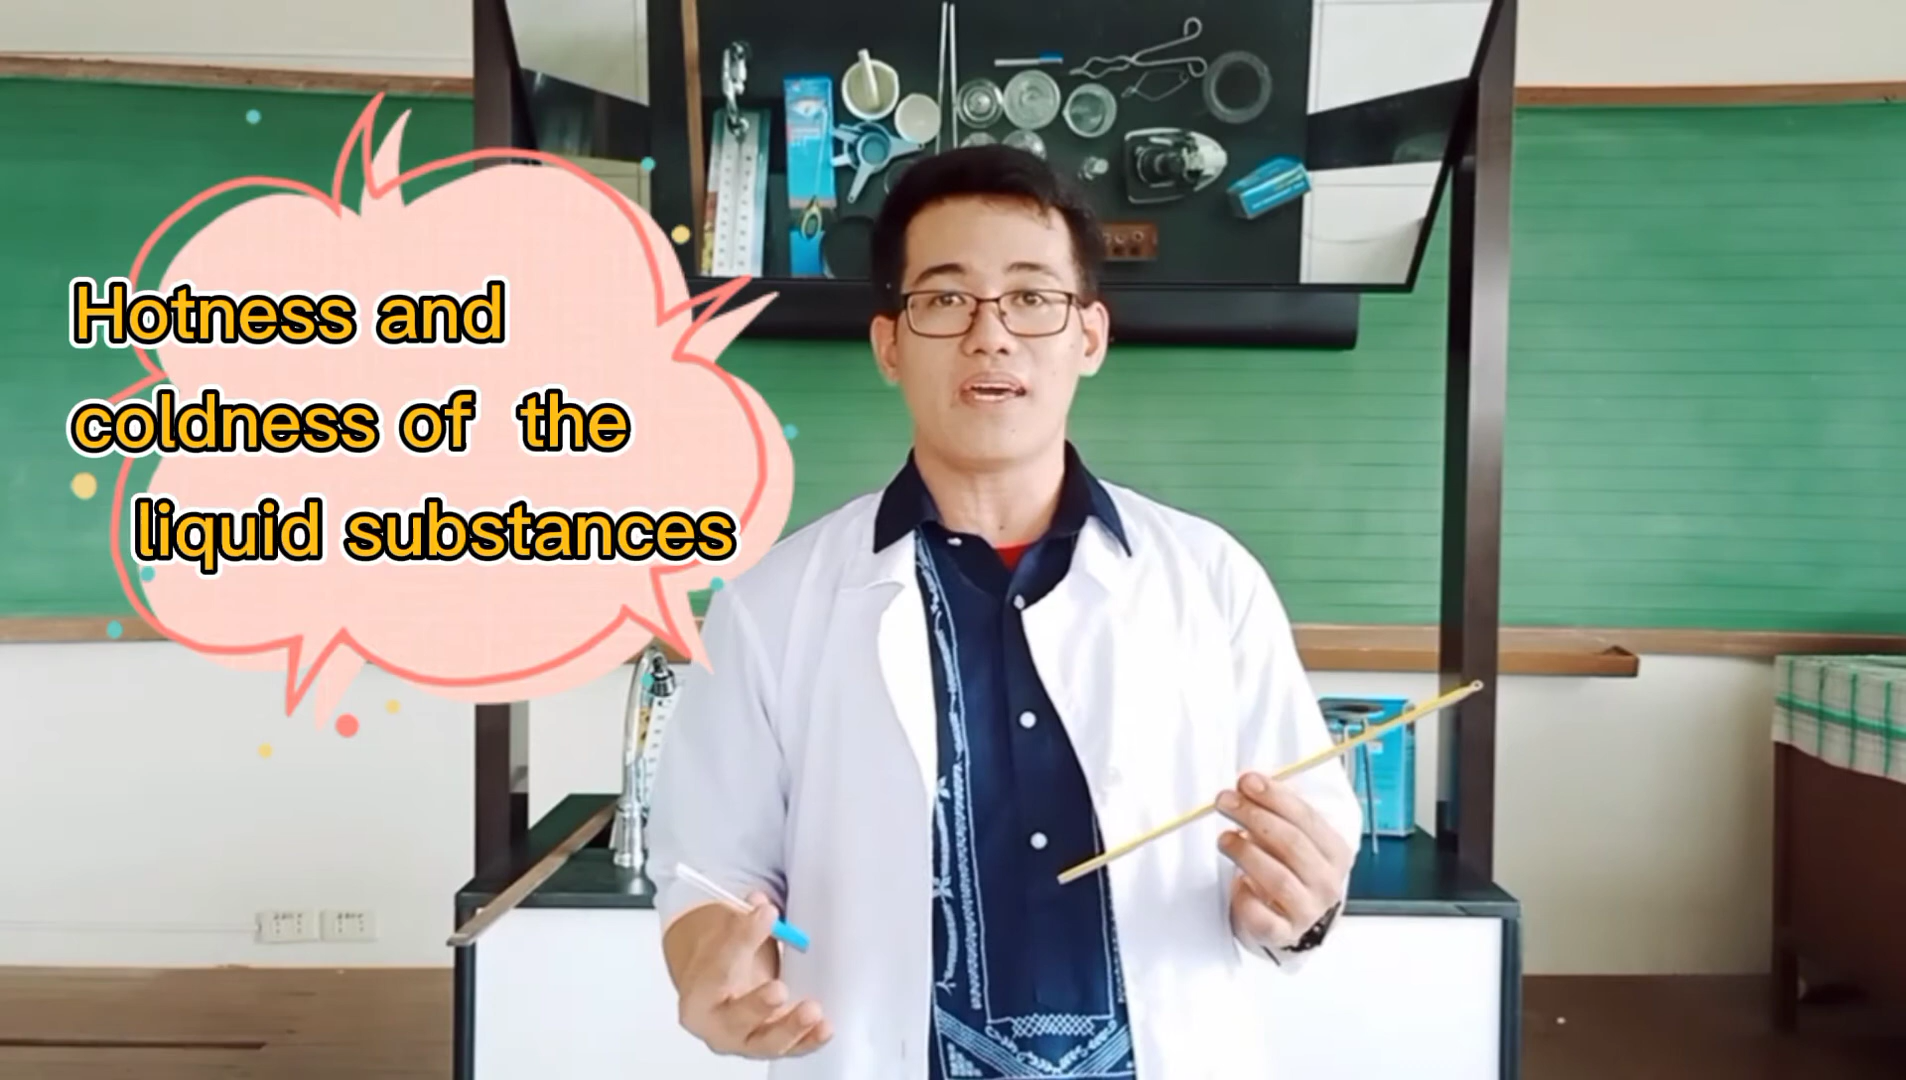 Hotness and
coldness of the
liquid substances